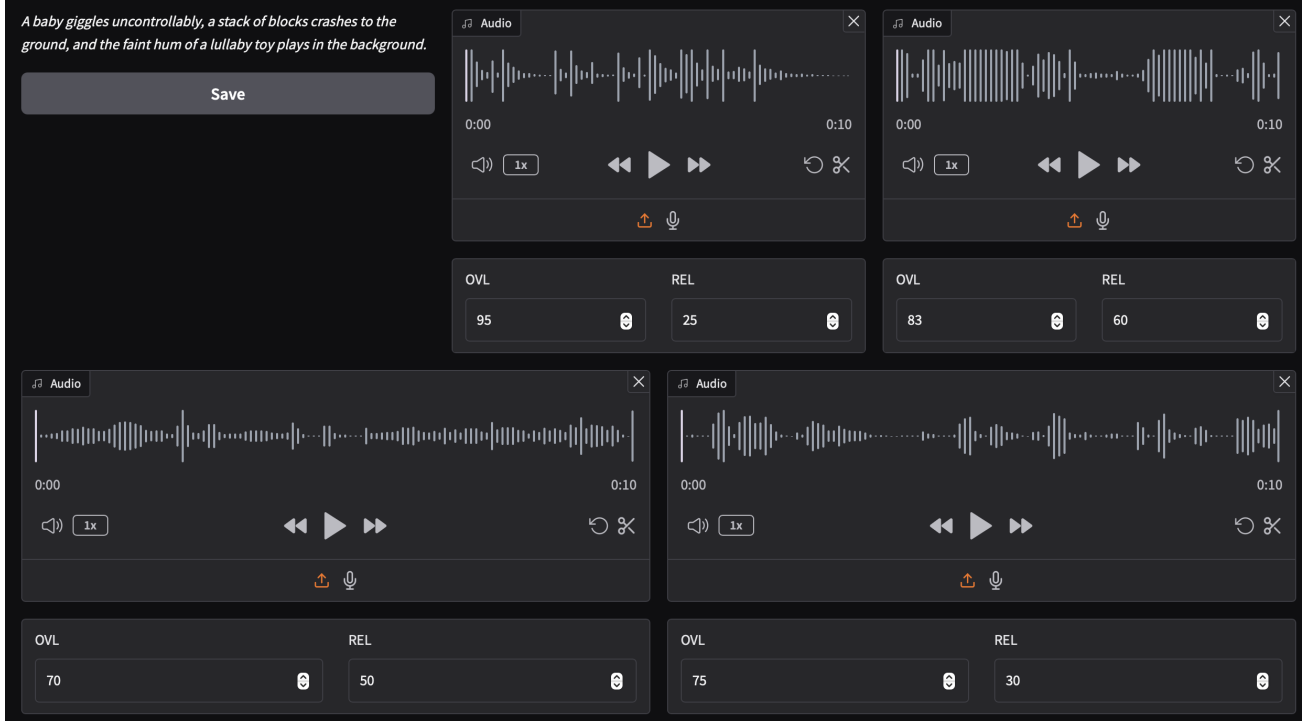 A baby giggles uncontrollably, a stack of blocks crashes to the
ground, and the faint hum of a lullaby toy plays in the background.
Save
Audio
0:00 0:10
1x
OVL REL
95 25
Audio
0:00 0:10
1x
OVL REL
83 60
Audio
0:00 0:10
1x
OVL REL
70 50
Audio
0:00 0:10
1x
OVL REL
75 30